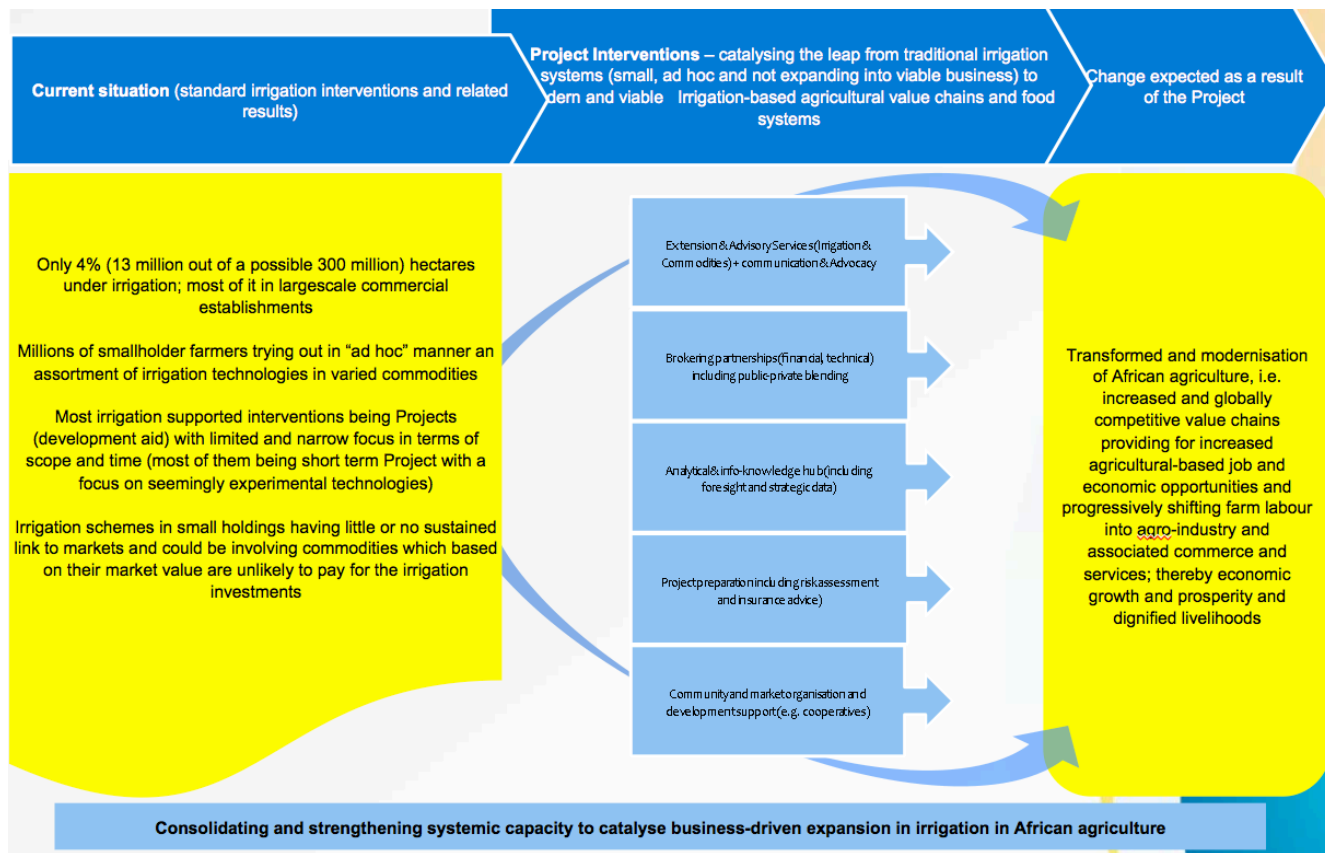 Current situation (standard irrigation interventions and related
results)
Project Interventions – catalysing the leap from traditional irrigation
systems (small, ad hoc and not expanding into viable business) to
dern and viable Irrigation-based agricultural value chains and food
systems
Change expected as a result
of the Project
Only 4% (13 million out of a possible 300 million) hectares
under irrigation; most of it in largescale commercial
establishments
Millions of smallholder farmers trying out in “ad hoc” manner an
assortment of irrigation technologies in varied commodities
Most irrigation supported interventions being Projects
(development aid) with limited and narrow focus in terms of
scope and time (most of them being short term Project with a
focus on seemingly experimental technologies)
Irrigation schemes in small holdings having little or no sustained
link to markets and could be involving commodities which based
on their market value are unlikely to pay for the irrigation
investments
Extension & Advisory Services (Irrigation &
Commodities) + communication & Advocacy
Brokering partnerships (financial, technical)
including public-private blending
Analytical & info-knowledge hub (including
foresight and strategic data)
Project preparation including risk assessment
and insurance advice)
Community and market organisation and
development support (e.g. cooperatives)
Transformed and modernisation
of African agriculture, i.e.
increased and globally
competitive value chains
providing for increased
agricultural-based job and
economic opportunities and
progressively shifting farm labour
into agro-industry and
associated commerce and
services; thereby economic
growth and prosperity and
dignified livelihoods
Consolidating and strengthening systemic capacity to catalyse business-driven expansion in irrigation in African agriculture